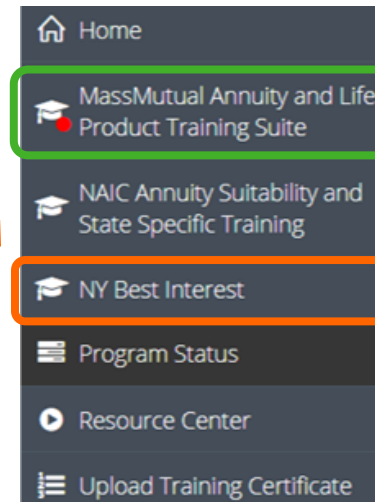 Home
MassMutual Annuity and Life
Product Training Suite
NAIC Annuity Suitability and
State Specific Training
NY Best Interest
Program Status
Resource Center
Upload Training Certificate